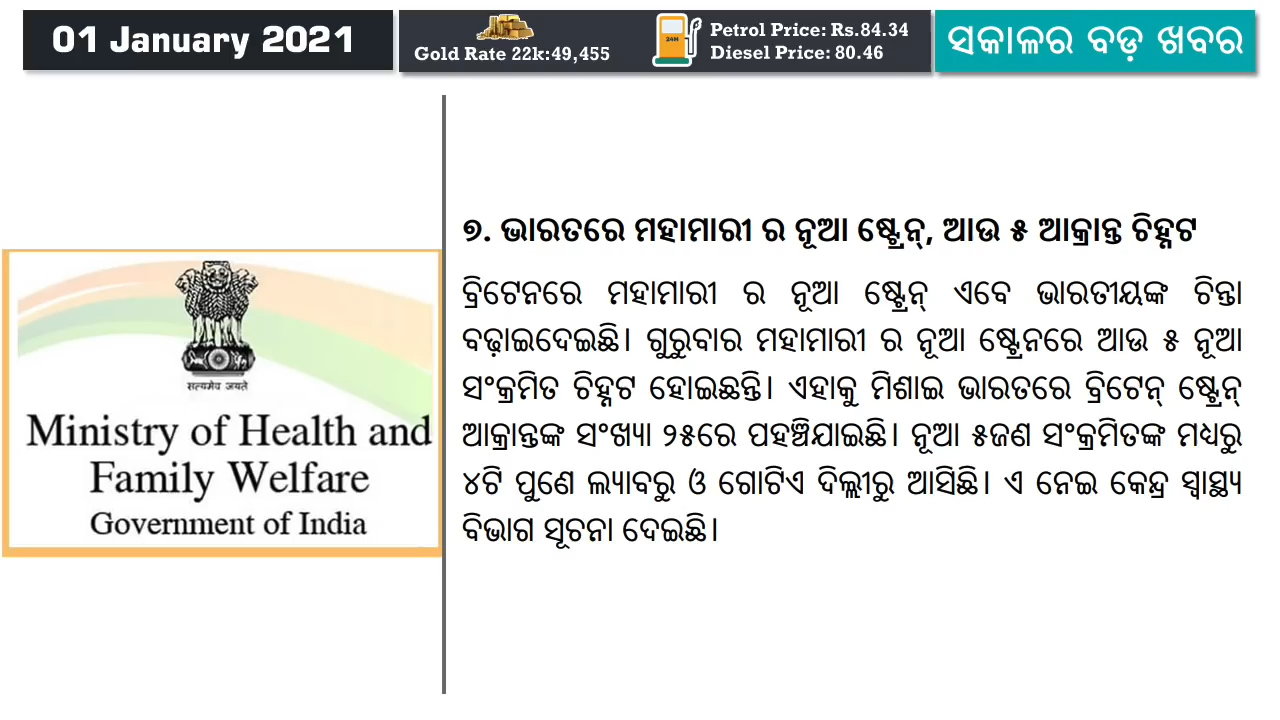 01 January 2021
Gold Rate 22k:49,455
24H
Petrol Price: Rs.84.34
Diesel Price: 80.46
ସକାଳର ବଡ଼ ଖବର
୭. ଭାରତରେ ମହାମାରୀ ର ନୂଆ ଷ୍ଟ୍ରେନ୍, ଆଉ ୫ ଆକ୍ରାନ୍ତ ଚିହ୍ନଟ
ବ୍ରିଟେନରେ ମହାମାରୀ ର ନୂଆ ଷ୍ଟ୍ରେନ୍ ଏବେ ଭାରତୀୟଙ୍କ ଚିନ୍ତା
ବଢ଼ାଇଦେଇଛି। ଗୁରୁବାର ମହାମାରୀ ର ନୂଆ ଷ୍ଟ୍ରେନରେ ଆଉ ୫ ନୂଆ
ସଂକ୍ରମିତ ଚିହ୍ନଟ ହୋଇଛନ୍ତି। ଏହାକୁ ମିଶାଇ ଭାରତରେ ବ୍ରିଟେନ୍ ଷ୍ଟ୍ରେନ୍
ଆକ୍ରାନ୍ତଙ୍କ ସଂଖ୍ୟା ୨୫ରେ ପହଞ୍ଚିଯାଇଛି। ନୂଆ ୫ଜଣ ସଂକ୍ରମିତଙ୍କ ମଧ୍ଯରୁ
୪ଟି ପୁଣେ ଲ୍ୟାବରୁ ଓ ଗୋଟିଏ ଦିଲ୍ଲୀରୁ ଆସିଛି। ଏ ନେଇ କେନ୍ଦ୍ର ସ୍ୱାସ୍ଥ୍ୟ
ବିଭାଗ ସୂଚନା ଦେଇଛି।
सत्यमेव जयते
Ministry of Health and
Family Welfare
Government of India